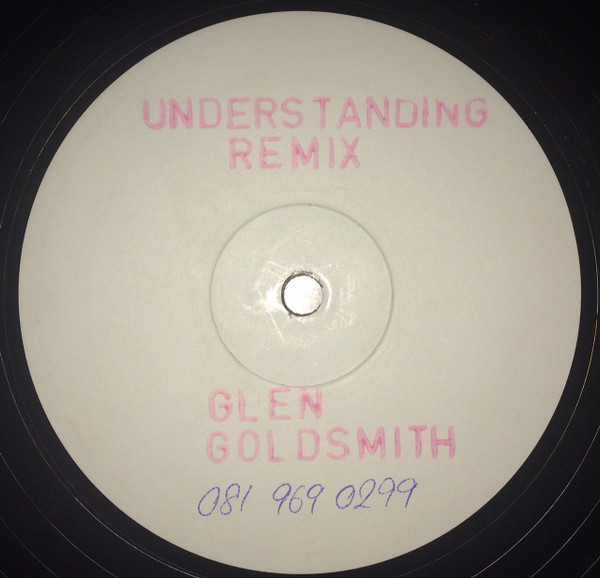 UNDERSTANDING
REMIX
GLEN
GOLDSMITH
081 969 0299